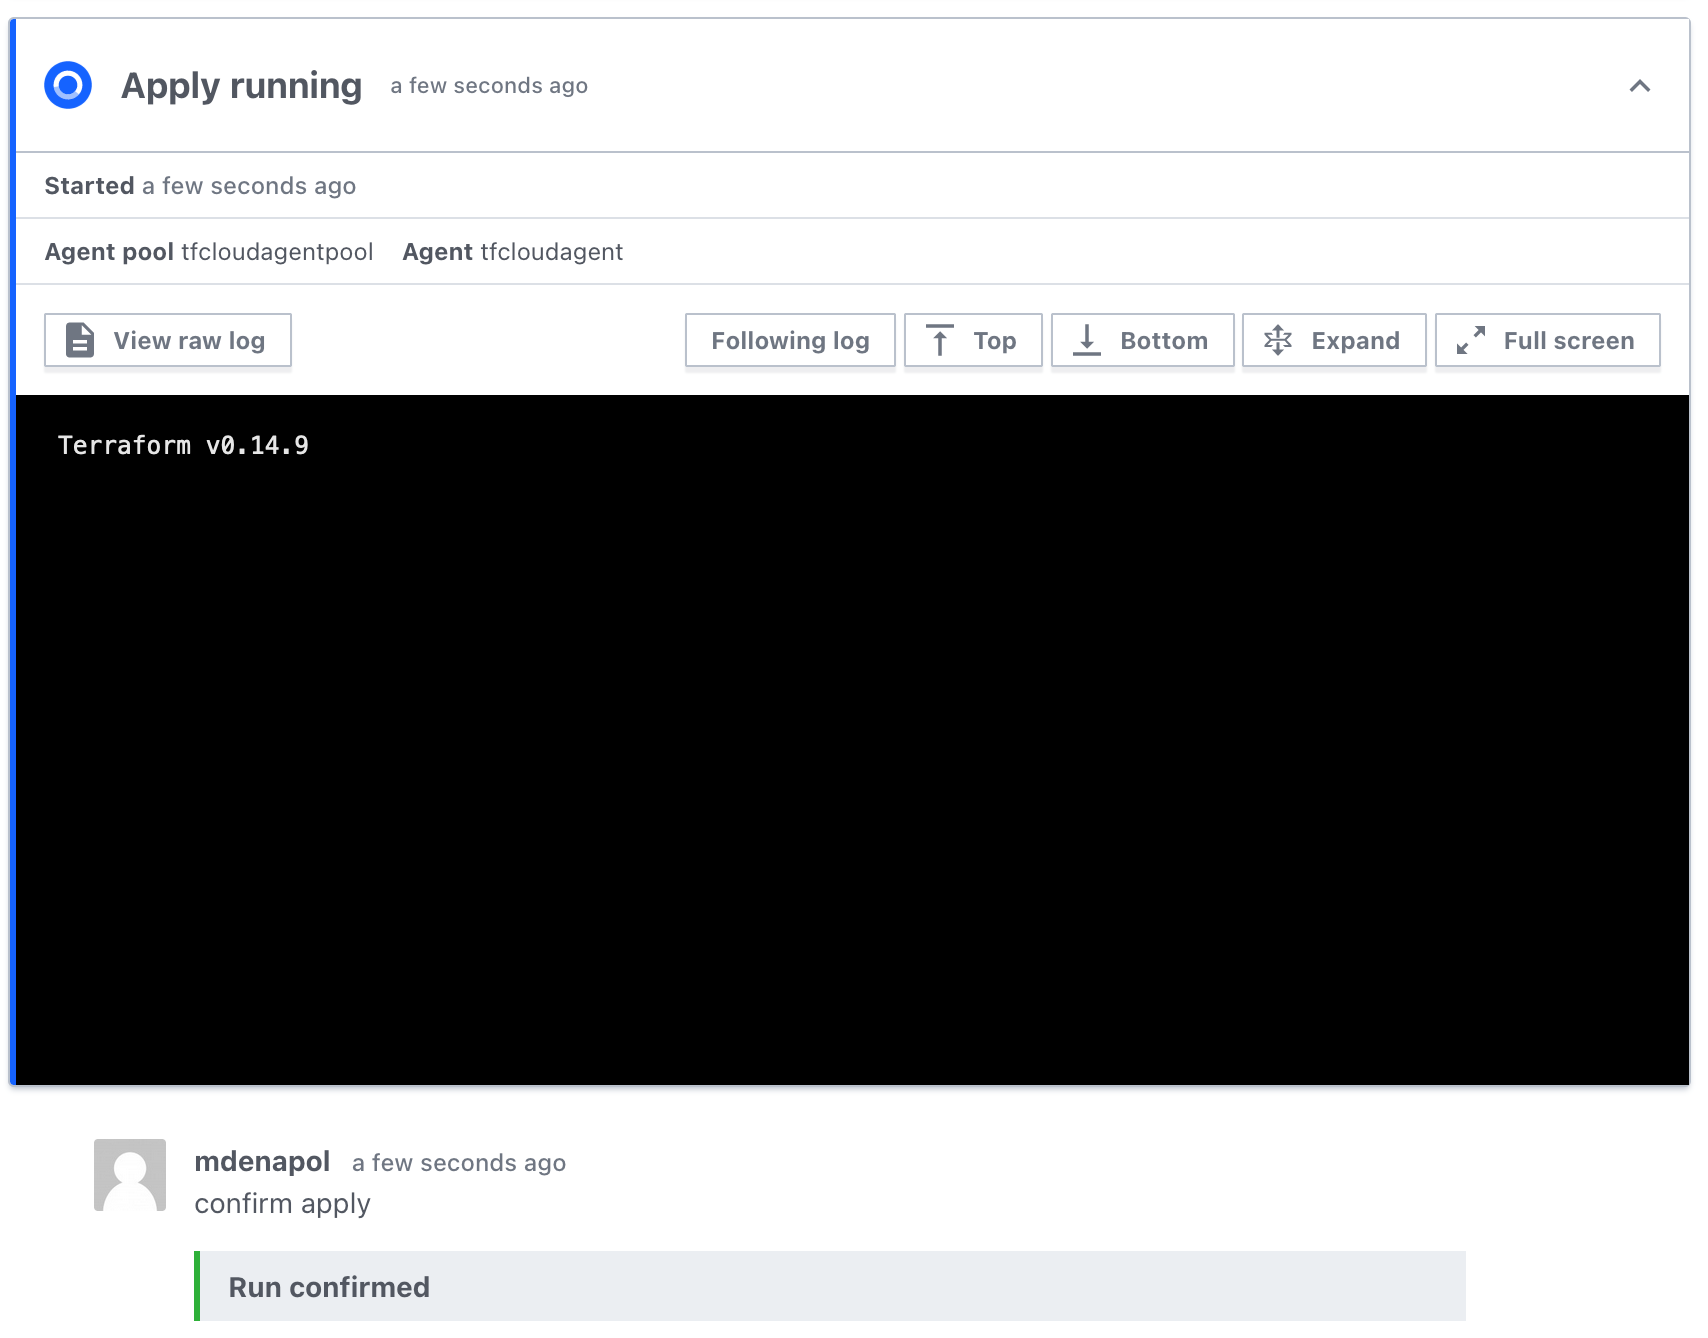 Apply running a few seconds ago
Started a few seconds ago
Agent pool tfcloudagentpool Agent tfcloudagent
View raw log Following log Top Bottom Expand Full screen
Terraform v0.14.9
mdenapol a few seconds ago
confirm apply
Run confirmed